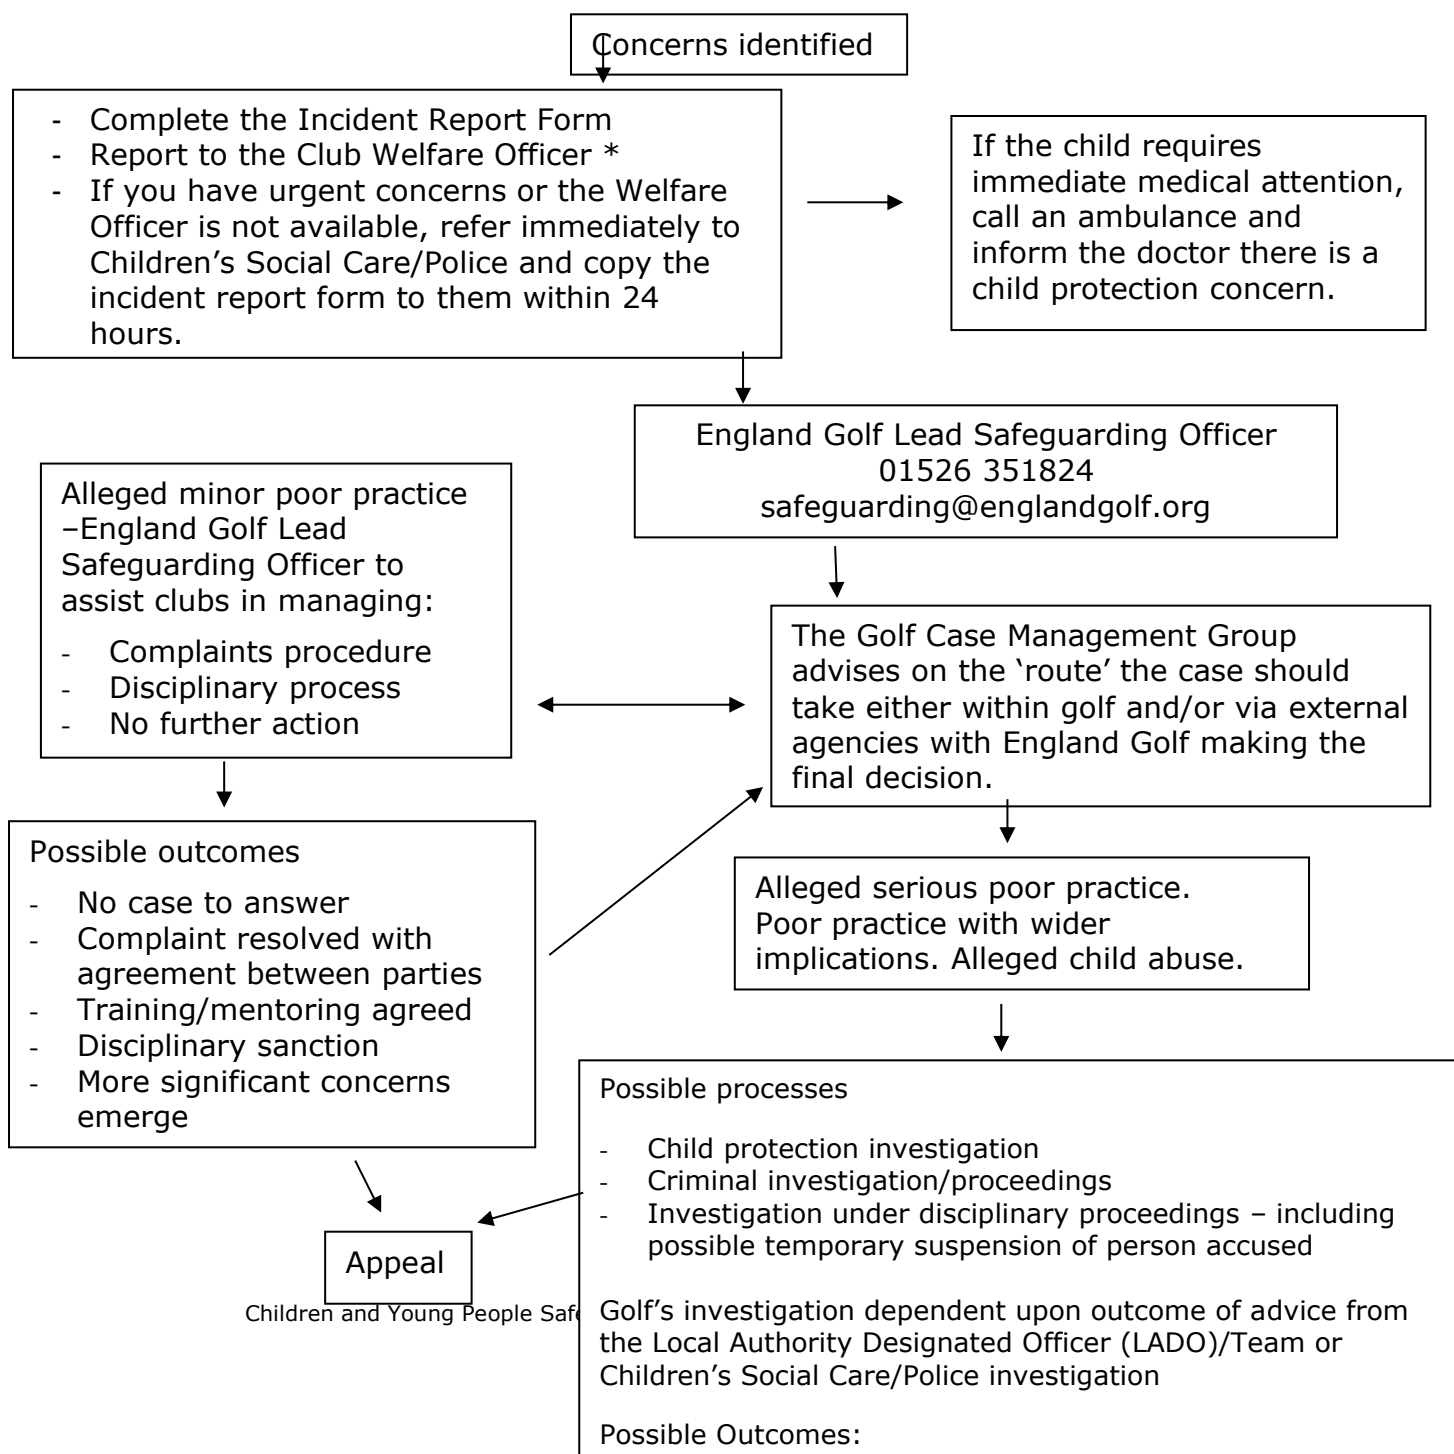 Concerns identified
- Complete the Incident Report Form
- Report to the Club Welfare Officer *
- If you have urgent concerns or the Welfare
Officer is not available, refer immediately to
Children’s Social Care/Police and copy the
incident report form to them within 24
hours.
If the child requires
immediate medical attention,
call an ambulance and
inform the doctor there is a
child protection concern.
England Golf Lead Safeguarding Officer
01526 351824
safeguarding@englandgolf.org
Alleged minor poor practice
–England Golf Lead
Safeguarding Officer to
assist clubs in managing:
- Complaints procedure
- Disciplinary process
- No further action
The Golf Case Management Group
advises on the ‘route’ the case should
take either within golf and/or via external
agencies with England Golf making the
final decision.
Possible outcomes
- No case to answer
- Complaint resolved with
agreement between parties
- Training/mentoring agreed
- Disciplinary sanction
- More significant concerns
emerge
Alleged serious poor practice.
Poor practice with wider
implications. Alleged child abuse.
Possible processes
- Child protection investigation
- Criminal investigation/proceedings
- Investigation under disciplinary proceedings – including
possible temporary suspension of person accused
Golf’s investigation dependent upon outcome of advice from
the Local Authority Designated Officer (LADO)/Team or
Children’s Social Care/Police investigation
Possible Outcomes:
Appeal
Children and Young People